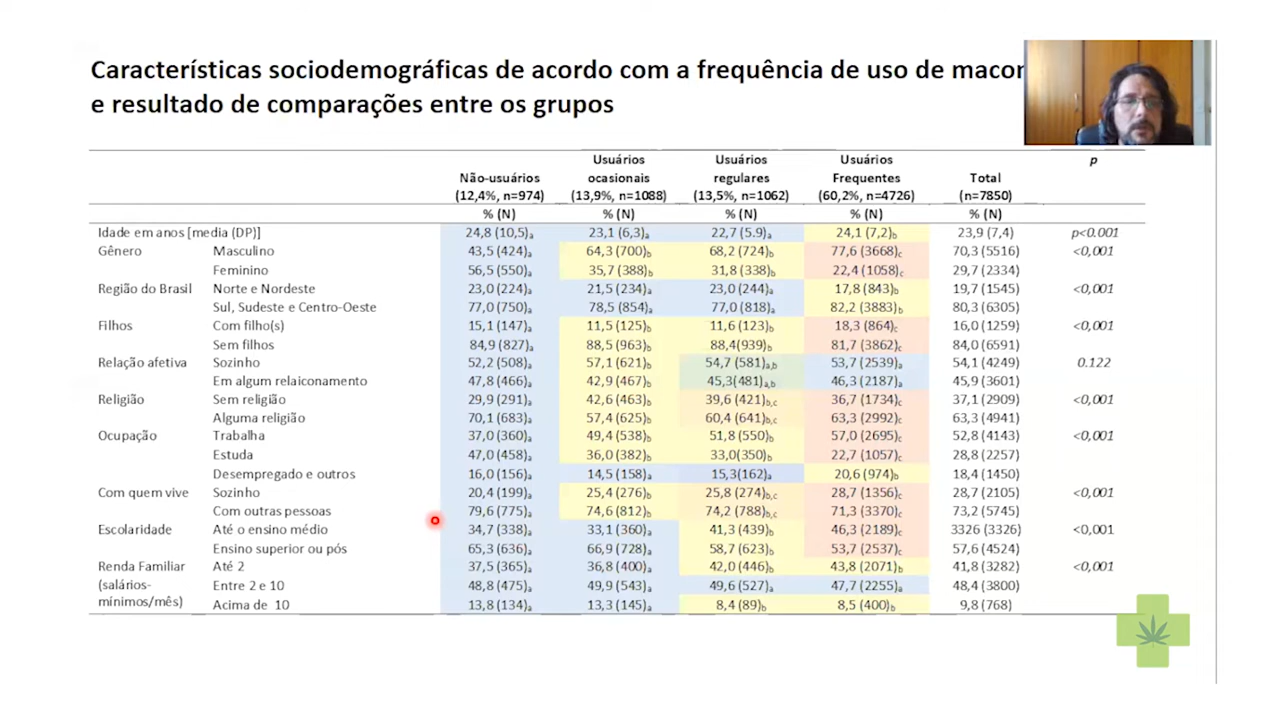 Características sociodemográficas de acordo com a frequência de uso de macon
e resultado de comparações entre os grupos
Não-usuários (12,4%, n=974) Usuários ocasionais (13,9%, n=1088) Usuários regulares (13,5%, n=1062) Usuários Frequentes (60,2%, n=4726) Total (n=7850) p
% (N) % (N) % (N) % (N) % (N)
Idade em anos [media (DP)] 24,8 (10,5)a 23,1 (6,3)a 22,7 (5.9)a 24,1 (7,2)b 23,9 (7,4) p<0.001
Gênero Masculino 43,5 (424)a 64,3 (700)b 68,2 (724)b 77,6 (3668)c 70,3 (5516) <0,001
Feminino 56,5 (550)a 35,7 (388)b 31,8 (338)b 22,4 (1058)c 29,7 (2334)
Região do Brasil Norte e Nordeste 23,0 (224)a 21,5 (234)a 23,0 (244)a 17,8 (843)b 19,7 (1545) <0,001
Sul, Sudeste e Centro-Oeste 77,0 (750)a 78,5 (854)a 77,0 (818)a 82,2 (3883)b 80,3 (6305)
Filhos Com filho(s) 15,1 (147)a 11,5 (125)b 11,6 (123)b 18,3 (864)c 16,0 (1259) <0,001
Sem filhos 84,9 (827)a 88,5 (963)b 88,4(939)b 81,7 (3862)c 84,0 (6591)
Relação afetiva Sozinho 52,2 (508)a 57,1 (621)b 54,7 (581)a,b 53,7 (2539)a 54,1 (4249) 0.122
Em algum relaiconamento 47,8 (466)a 42,9 (467)b 45,3(481)a,b 46,3 (2187)a 45,9 (3601)
Religião Sem religião 29,9 (291)a 42,6 (463)b 39,6 (421)b,c 36,7 (1734)c 37,1 (2909) <0,001
Alguma religião 70,1 (683)a 57,4 (625)b 60,4 (641)b,c 63,3 (2992)c 63,3 (4941)
Ocupação Trabalha 37,0 (360)a 49,4 (538)b 51,8 (550)b 57,0 (2695)c 52,8 (4143) <0,001
Estuda 47,0 (458)a 36,0 (382)b 33,0(350)b 22,7 (1057)c 28,8 (2257)
Desempregado e outros 16,0 (156)a 14,5 (158)a 15,3(162)a 20,6 (974)b 18,4 (1450)
Com quem vive Sozinho 20,4 (199)a 25,4 (276)b 25,8 (274)b,c 28,7 (1356)c 28,7 (2105) <0,001
Com outras pessoas 79,6 (775)a 74,6 (812)b 74,2 (788)b,c 71,3 (3370)c 73,2 (5745)
Escolaridade Até o ensino médio 34,7 (338)a 33,1 (360)a 41,3 (439)b 46,3 (2189)c 3326 (3326) <0,001
Ensino superior ou pós 65,3 (636)a 66,9 (728)a 58,7 (623)b 53,7 (2537)c 57,6 (4524)
Renda Familiar Até 2 37,5 (365)a 36,8 (400)a 42,0 (446)b 43,8 (2071)b 41,8 (3282) <0,001
(salários- Entre 2 e 10 48,8 (475)a 49,9 (543)a 49,6 (527)a 47,7 (2255)a 48,4 (3800)
mínimos/mês) Acima de 10 13,8 (134)a 13,3 (145)a 8,4 (89)b 8,5 (400)b 9,8 (768)